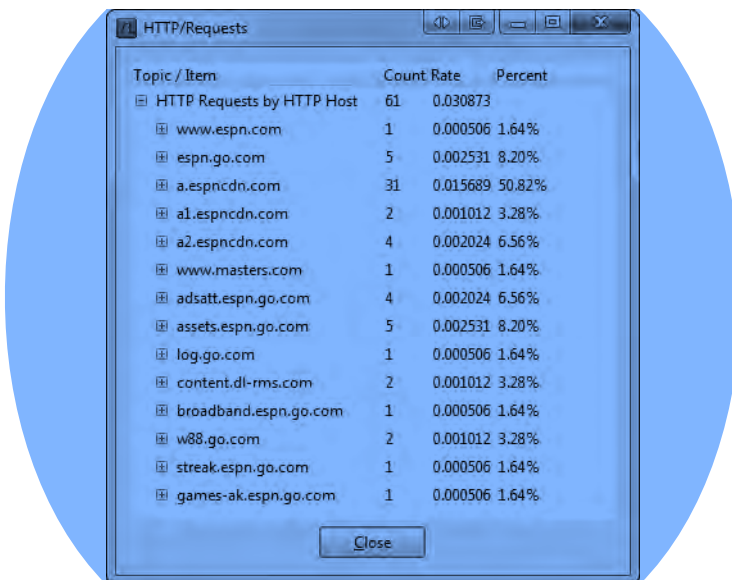 HTTP/Requests
Topic / Item Count Rate Percent
HTTP Requests by HTTP Host 61 0.030873
www.espn.com 1 0.000506 1.64%
espn.go.com 5 0.002531 8.20%
a.espncdn.com 31 0.015689 50.82%
a1.espncdn.com 2 0.001012 3.28%
a2.espncdn.com 4 0.002024 6.56%
www.masters.com 1 0.000506 1.64%
adsatt.espn.go.com 4 0.002024 6.56%
assets.espn.go.com 5 0.002531 8.20%
log.go.com 1 0.000506 1.64%
content.dl-rms.com 2 0.001012 3.28%
broadband.espn.go.com 1 0.000506 1.64%
w88.go.com 2 0.001012 3.28%
streak.espn.go.com 1 0.000506 1.64%
games-ak.espn.go.com 1 0.000506 1.64%
Close